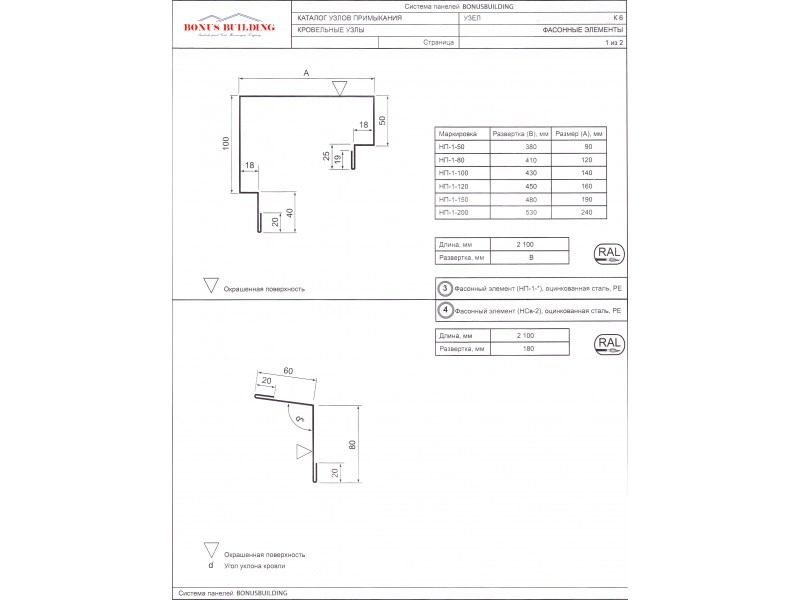 Система панелей BONUSBUILDING
BONUS BUILDING
КАТАЛОГ УЗЛОВ ПРИМЫКАНИЯ УЗЕЛ К 6
КРОВЕЛЬНЫЕ УЗЛЫ ФАСОННЫЕ ЭЛЕМЕНТЫ
Страница 1 из 2
A
18
50
100
25
19
18
20
40
Маркировка Развертка (В), мм Размер (А), мм
НП-1-50 380 90
НП-1-80 410 120
НП-1-100 430 140
НП-1-120 450 160
НП-1-150 480 190
НП-1-200 530 240
Длина, мм 2 100
Развертка, мм В
RAL
Окрашенная поверхность
3 Фасонный элемент (НП-1-*), оцинкованная сталь, PE
4 Фасонный элемент (НСв-2), оцинкованная сталь, PE
Длина, мм 2 100
Развертка, мм 180
RAL
60
20
d
80
20
Окрашенная поверхность
d Угол уклона кровли
Система панелей BONUSBUILDING